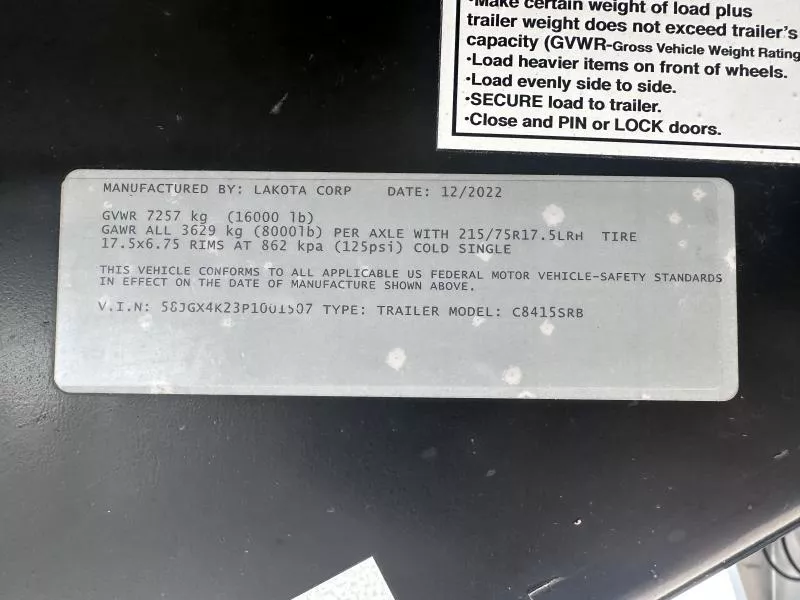 ·Make certain weight of load plus
trailer weight does not exceed trailer's
capacity (GVWR-Gross Vehicle Weight Rating
·Load heavier items on front of wheels.
·Load evenly side to side.
·SECURE load to trailer.
·Close and PIN or LOCK doors.
MANUFACTURED BY: LAKOTA CORP DATE: 12/2022
GVWR 7257 kg (16000 lb)
GAWR ALL 3629 kg (8000lb) PER AXLE WITH 215/75R17.5LRH TIRE
17.5x6.75 RIMS AT 862 kpa (125psi) COLD SINGLE
THIS VEHICLE CONFORMS TO ALL APPLICABLE US FEDERAL MOTOR VEHICLE-SAFETY STANDARDS
IN EFFECT ON THE DATE OF MANUFACTURE SHOWN ABOVE.
V.I.N: TYPE: TRAILER MODEL: C8415SRB